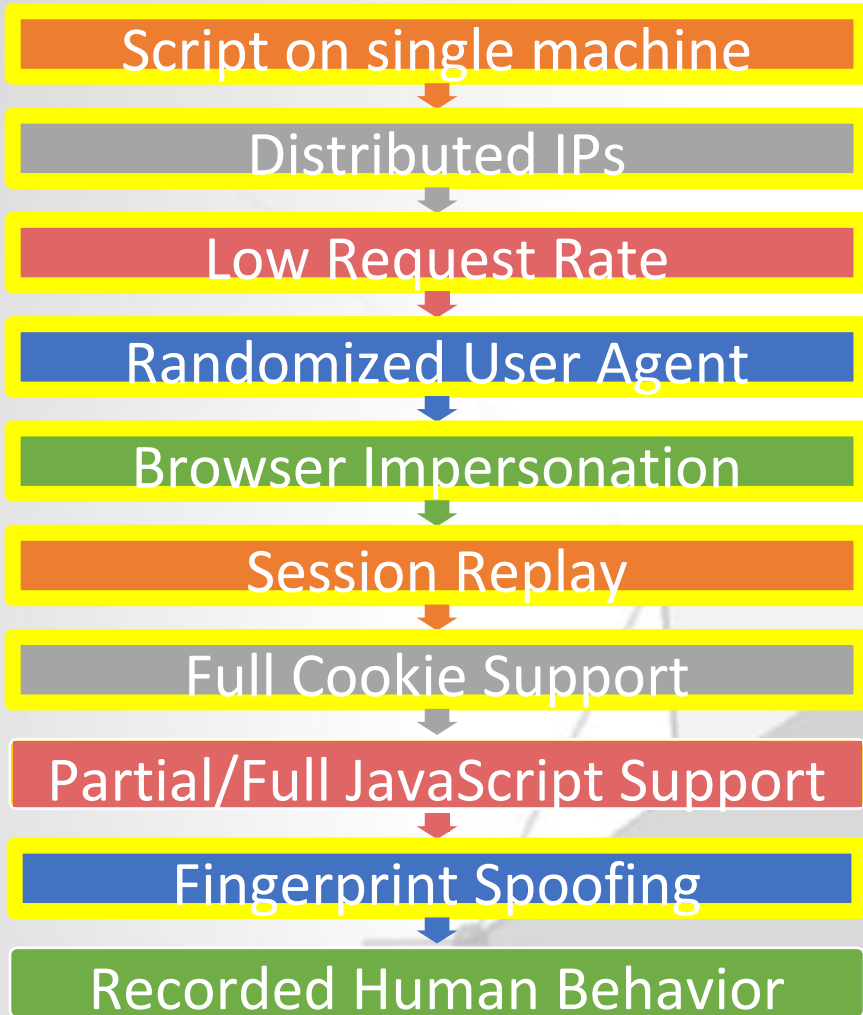 Script on single machine
Distributed IPs
Low Request Rate
Randomized User Agent
Browser Impersonation
Session Replay
Full Cookie Support
Partial/Full JavaScript Support
Fingerprint Spoofing
Recorded Human Behavior